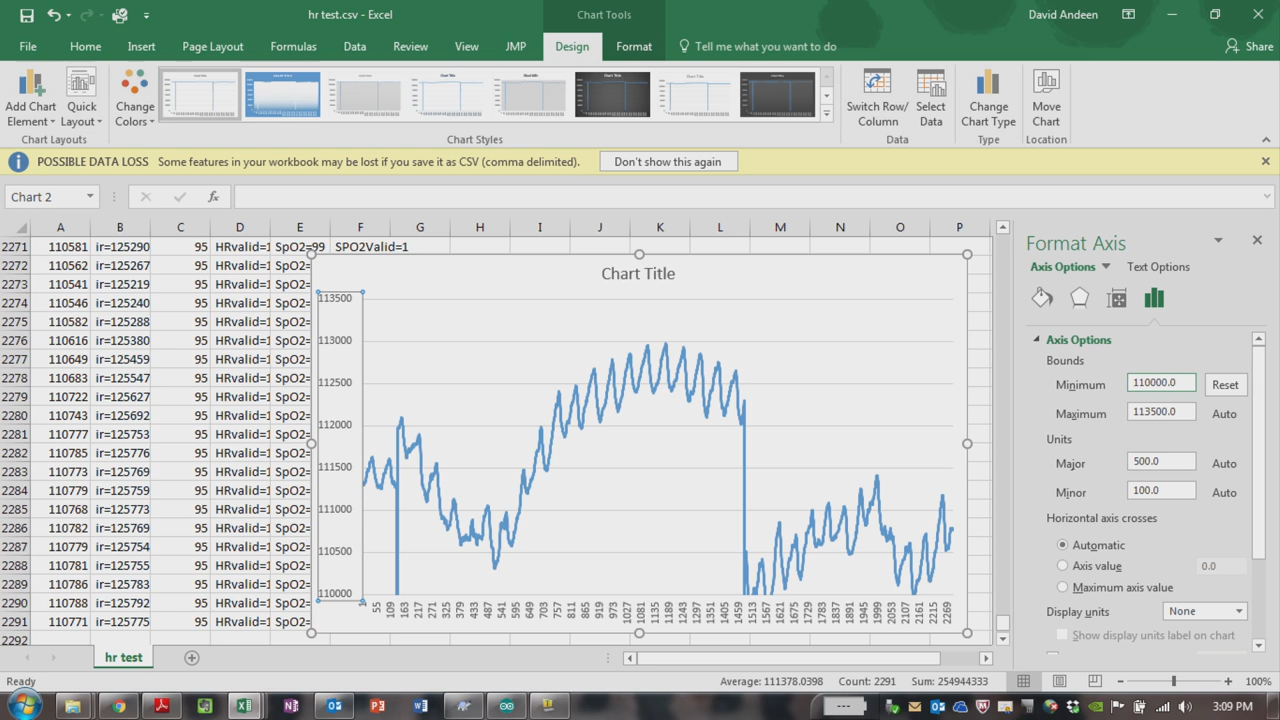 hr test.csv - Excel
Chart Tools
David Andeen
File Home Insert Page Layout Formulas Data Review View JMP Design Format Tell me what you want to do Share
Add Chart Element
Quick Layout
Change Colors
Switch Row/ Column
Select Data
Change Chart Type
Move Chart
Chart Layouts
Chart Styles
Data
Type
Location
POSSIBLE DATA LOSS Some features in your workbook may be lost if you save it as CSV (comma delimited). Don't show this again
Chart 2
fx
A B C D E F G H I J K L M N O P
2271 110581 ir=125290 95 HRvalid=1 SpO2=99 SPO2Valid=1
2272 110562 ir=125267 95 HRvalid=1 SpO2=
2273 110541 ir=125219 95 HRvalid=1 SpO2=
2274 110546 ir=125240 95 HRvalid=1 SpO2=
2275 110582 ir=125288 95 HRvalid=1 SpO2=
2276 110616 ir=125380 95 HRvalid=1 SpO2=
2277 110649 ir=125459 95 HRvalid=1 SpO2=
2278 110683 ir=125547 95 HRvalid=1 SpO2=
2279 110722 ir=125627 95 HRvalid=1 SpO2=
2280 110743 ir=125692 95 HRvalid=1 SpO2=
2281 110777 ir=125753 95 HRvalid=1 SpO2=
2282 110785 ir=125776 95 HRvalid=1 SpO2=
2283 110773 ir=125769 95 HRvalid=1 SpO2=
2284 110779 ir=125759 95 HRvalid=1 SpO2=
2285 110768 ir=125773 95 HRvalid=1 SpO2=
2286 110782 ir=125769 95 HRvalid=1 SpO2=
2287 110779 ir=125754 95 HRvalid=1 SpO2=
2288 110781 ir=125755 95 HRvalid=1 SpO2=
2289 110786 ir=125783 95 HRvalid=1 SpO2=
2290 110788 ir=125792 95 HRvalid=1 SpO2=
2291 110771 ir=125775 95 HRvalid=1 SpO2=
2292
Chart Title
113500
113000
112500
112000
111500
111000
110500
110000
1 55 109 163 217 271 325 379 433 487 541 595 649 703 757 811 865 919 973 1027 1081 1135 1189 1243 1297 1351 1405 1459 1513 1567 1621 1675 1729 1783 1837 1891 1945 1999 2053 2107 2161 2215 2269
Format Axis
Axis Options Text Options
Axis Options
Bounds
Minimum 110000.0 Reset
Maximum 113500.0 Auto
Units
Major 500.0 Auto
Minor 100.0 Auto
Horizontal axis crosses
Automatic
Axis value 0.0
Maximum axis value
Display units None
Show display units label on chart
hr test
Ready
Average: 111378.0398 Count: 2291 Sum: 254944333
100%
3:09 PM